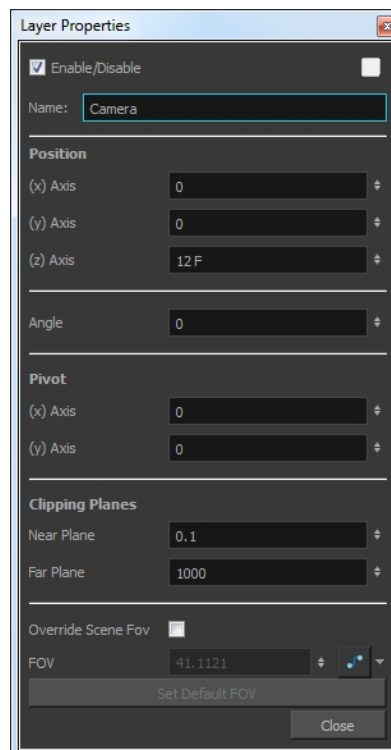 Layer Properties
Enable/Disable
Name: Camera
Position
(x) Axis 0
(y) Axis 0
(z) Axis 12 F
Angle 0
Pivot
(x) Axis 0
(y) Axis 0
Clipping Planes
Near Plane 0.1
Far Plane 1000
Override Scene Fov
FOV 41.1121
Set Default FOV
Close